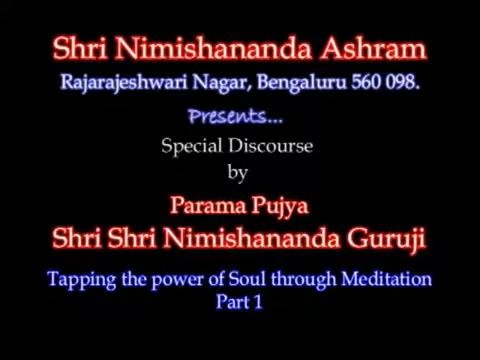 Shri Nimishananda Ashram
Rajarajeshwari Nagar, Bengaluru 560 098.
Presents...
Special Discourse
by
Parama Pujya
Shri Shri Nimishananda Guruji
Tapping the power of Soul through Meditation
Part 1